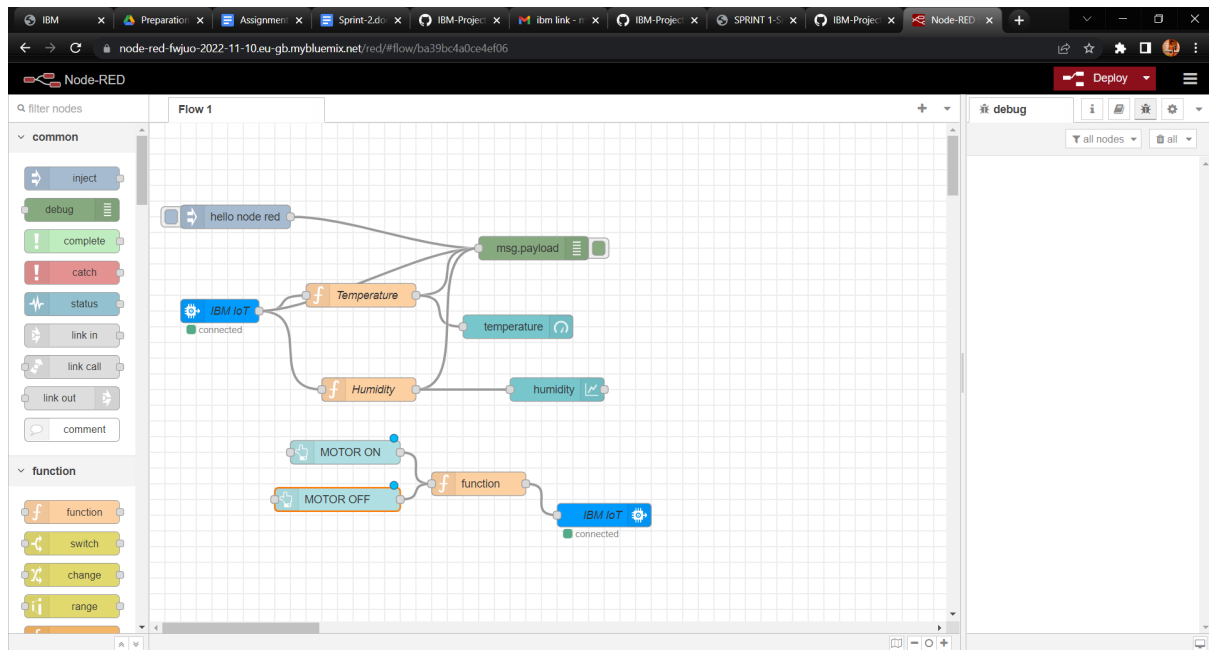 IBM
Preparation
Assignment
Sprint-2.do
IBM-Project
ibm link - m
IBM-Project
SPRINT 1-S
IBM-Project
Node-RED
node-red-fwjuo-2022-11-10.eu-gb.mybluemix.net/red/#flow/ba39bc4a0ce4ef06
Node-RED
Deploy
filter nodes
Flow 1
debug
i
common
all nodes
all
inject
debug
complete
catch
status
link in
link call
link out
comment
function
function
switch
change
range
hello node red
msg.payload
IBM IoT
connected
Temperature
temperature
Humidity
humidity
MOTOR ON
MOTOR OFF
function
IBM IoT
connected